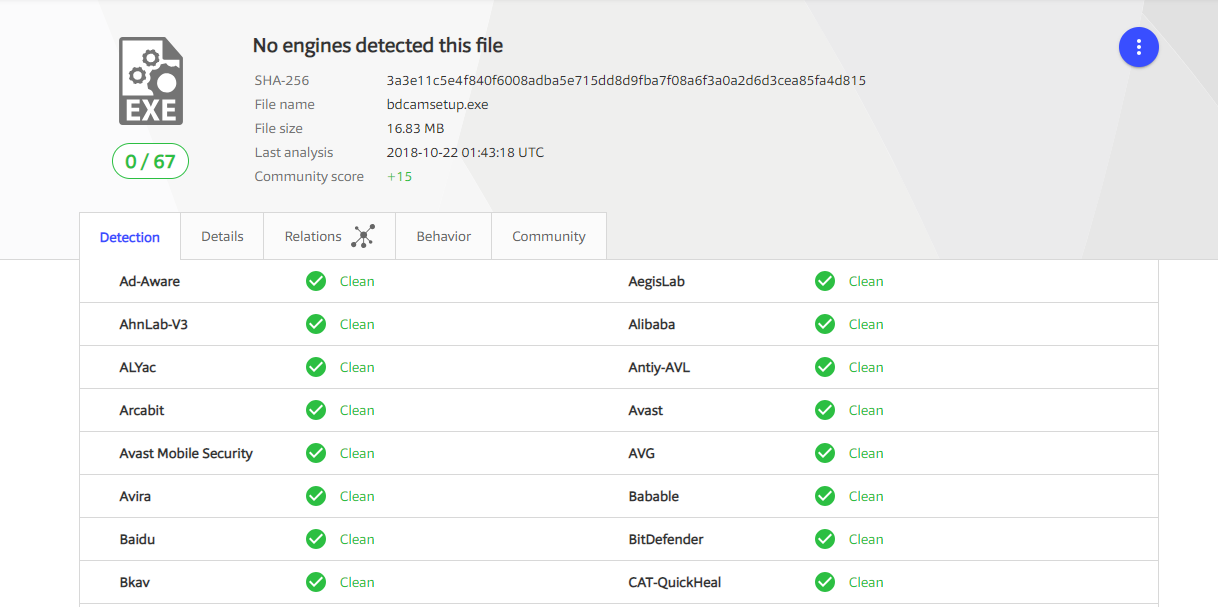 No engines detected this file
SHA-256 3a3e11c5e4f840f6008adba5e715dd8d9fba7f08a6f3a0a2d6d3cea85fa4d815
File name bdcamsetup.exe
File size 16.83 MB
Last analysis 2018-10-22 01:43:18 UTC
Community score +15
EXE
0 / 67
Detection Details Relations Behavior Community
Ad-Aware Clean AegisLab Clean
AhnLab-V3 Clean Alibaba Clean
ALYac Clean Antiy-AVL Clean
Arcabit Clean Avast Clean
Avast Mobile Security Clean AVG Clean
Avira Clean Babable Clean
Baidu Clean BitDefender Clean
Bkav Clean CAT-QuickHeal Clean